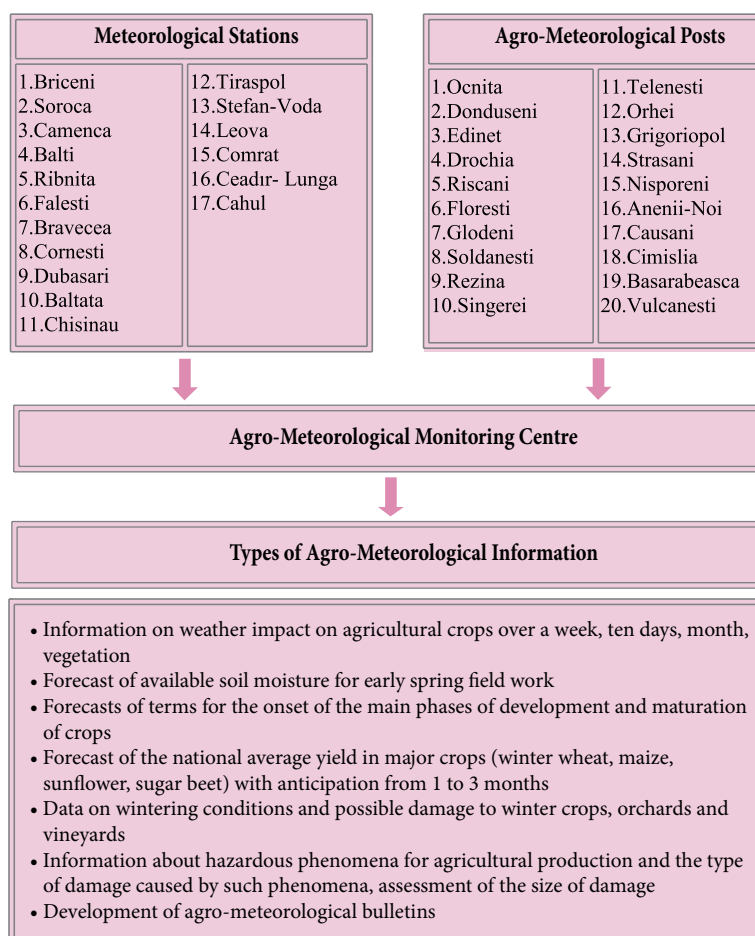 Meteorological Stations
1.Briceni
2.Soroca
3.Camenca
4.Balti
5.Ribnita
6.Falesti
7.Bravecea
8.Cornesti
9.Dubasari
10.Baltata
11.Chisinau
12.Tiraspol
13.Stefan-Voda
14.Leova
15.Comrat
16.Ceadır- Lunga
17.Cahul
Agro-Meteorological Posts
1.Ocnita
2.Donduseni
3.Edinet
4.Drochia
5.Riscani
6.Floresti
7.Glodeni
8.Soldanesti
9.Rezina
10.Singerei
11.Telenesti
12.Orhei
13.Grigoriopol
14.Strasani
15.Nisporeni
16.Anenii-Noi
17.Causani
18.Cimislia
19.Basarabeasca
20.Vulcanesti
Agro-Meteorological Monitoring Centre
Types of Agro-Meteorological Information
• Information on weather impact on agricultural crops over a week, ten days, month,
vegetation
• Forecast of available soil moisture for early spring field work
• Forecasts of terms for the onset of the main phases of development and maturation
of crops
• Forecast of the national average yield in major crops (winter wheat, maize,
sunflower, sugar beet) with anticipation from 1 to 3 months
• Data on wintering conditions and possible damage to winter crops, orchards and
vineyards
• Information about hazardous phenomena for agricultural production and the type
of damage caused by such phenomena, assessment of the size of damage
• Development of agro-meteorological bulletins